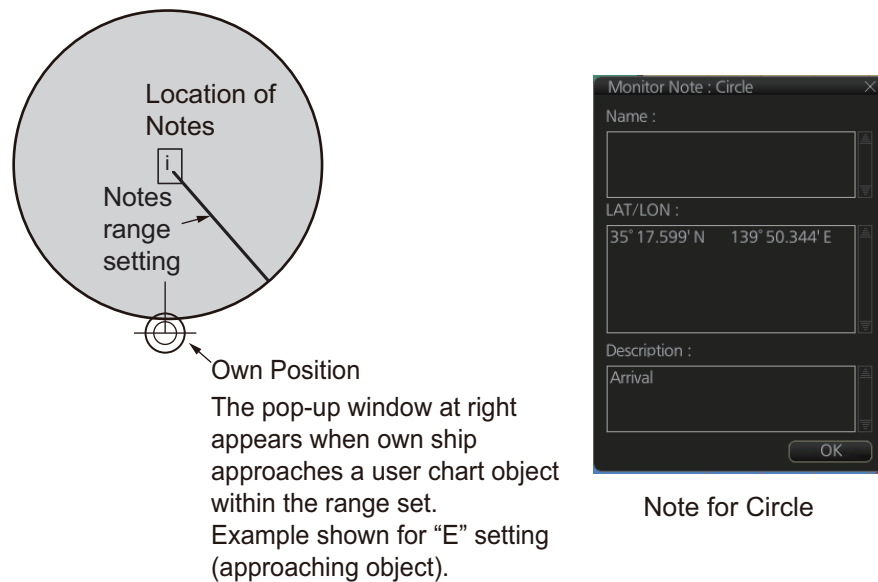 Location of
Notes
i
Notes
range
setting
Own Position
The pop-up window at right
appears when own ship
approaches a user chart object
within the range set.
Example shown for “E” setting
(approaching object).
Monitor Note : Circle
Name :
LAT/LON :
35° 17.599' N 139° 50.344' E
Description :
Arrival
OK
Note for Circle